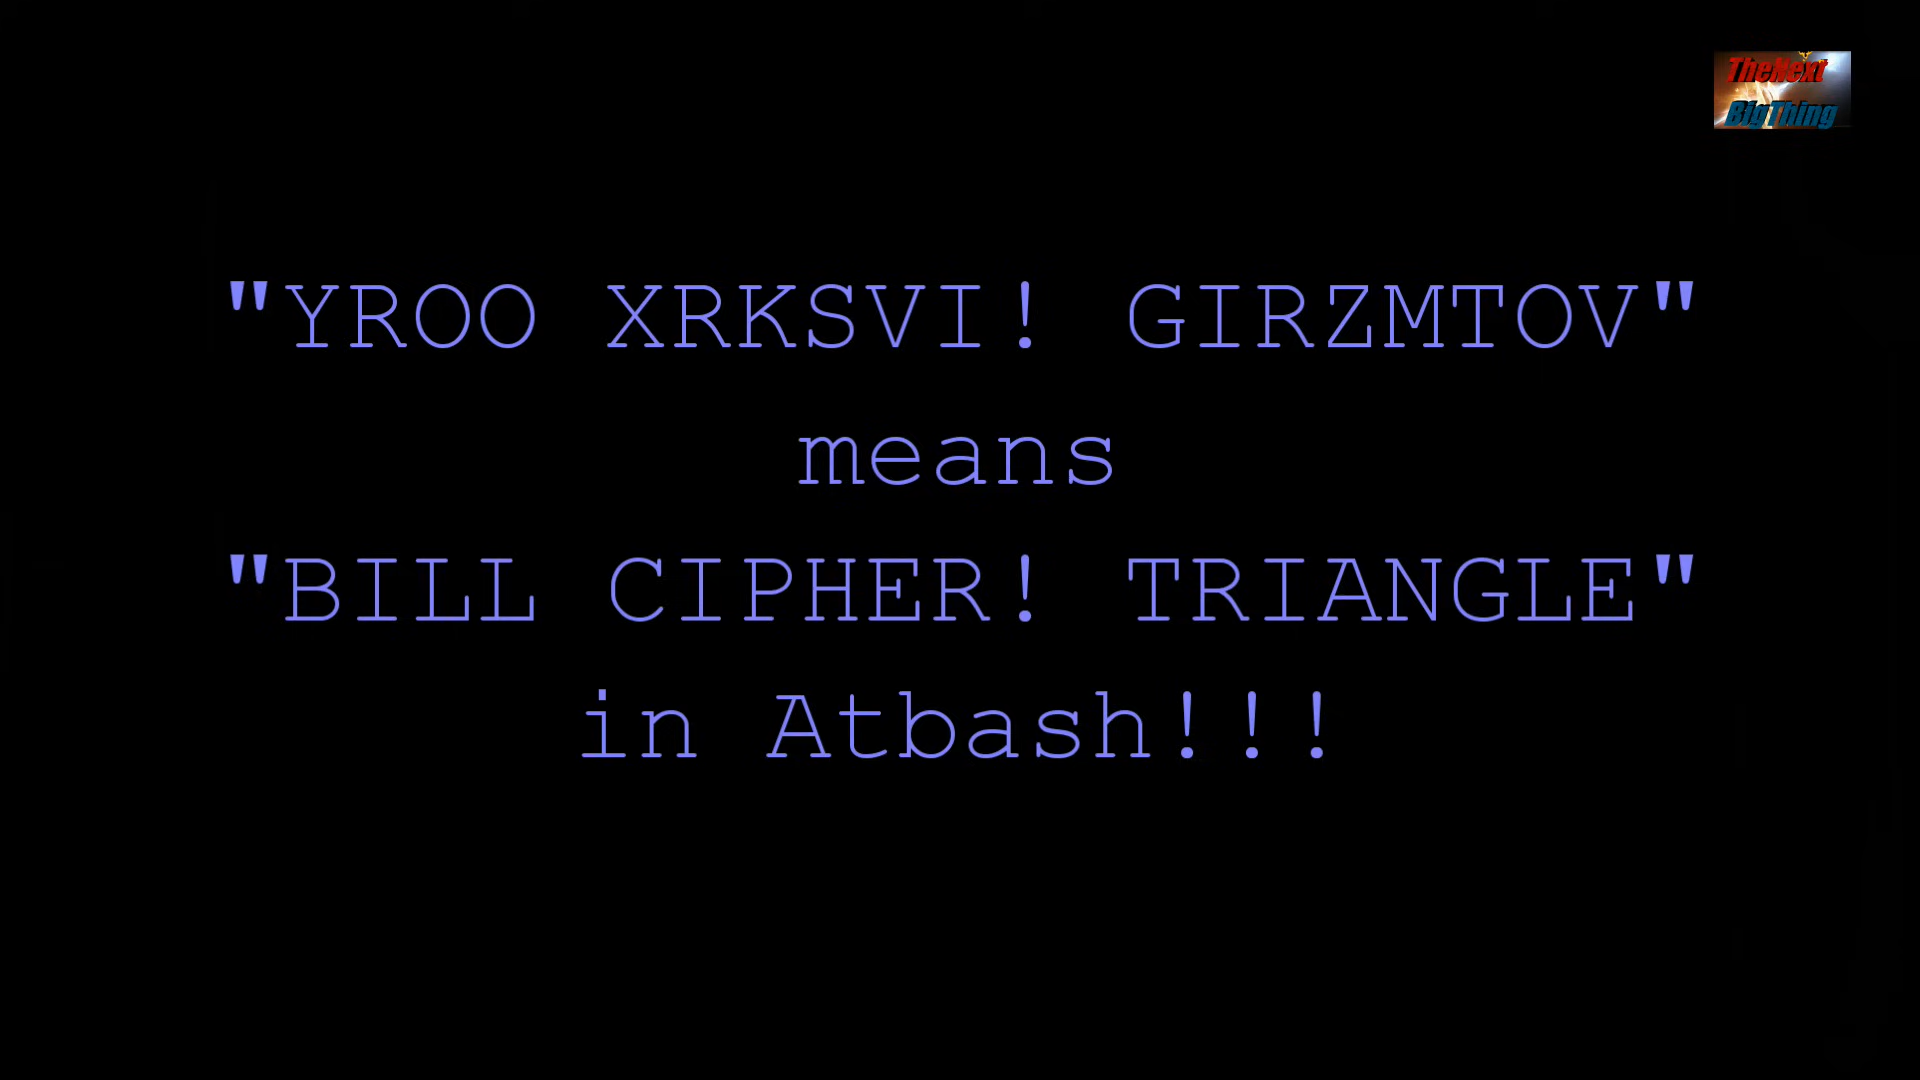 TheNext
BigThing
"YROO XRKSVI! GIRZMTOV"
means
"BILL CIPHER! TRIANGLE"
in Atbash!!!